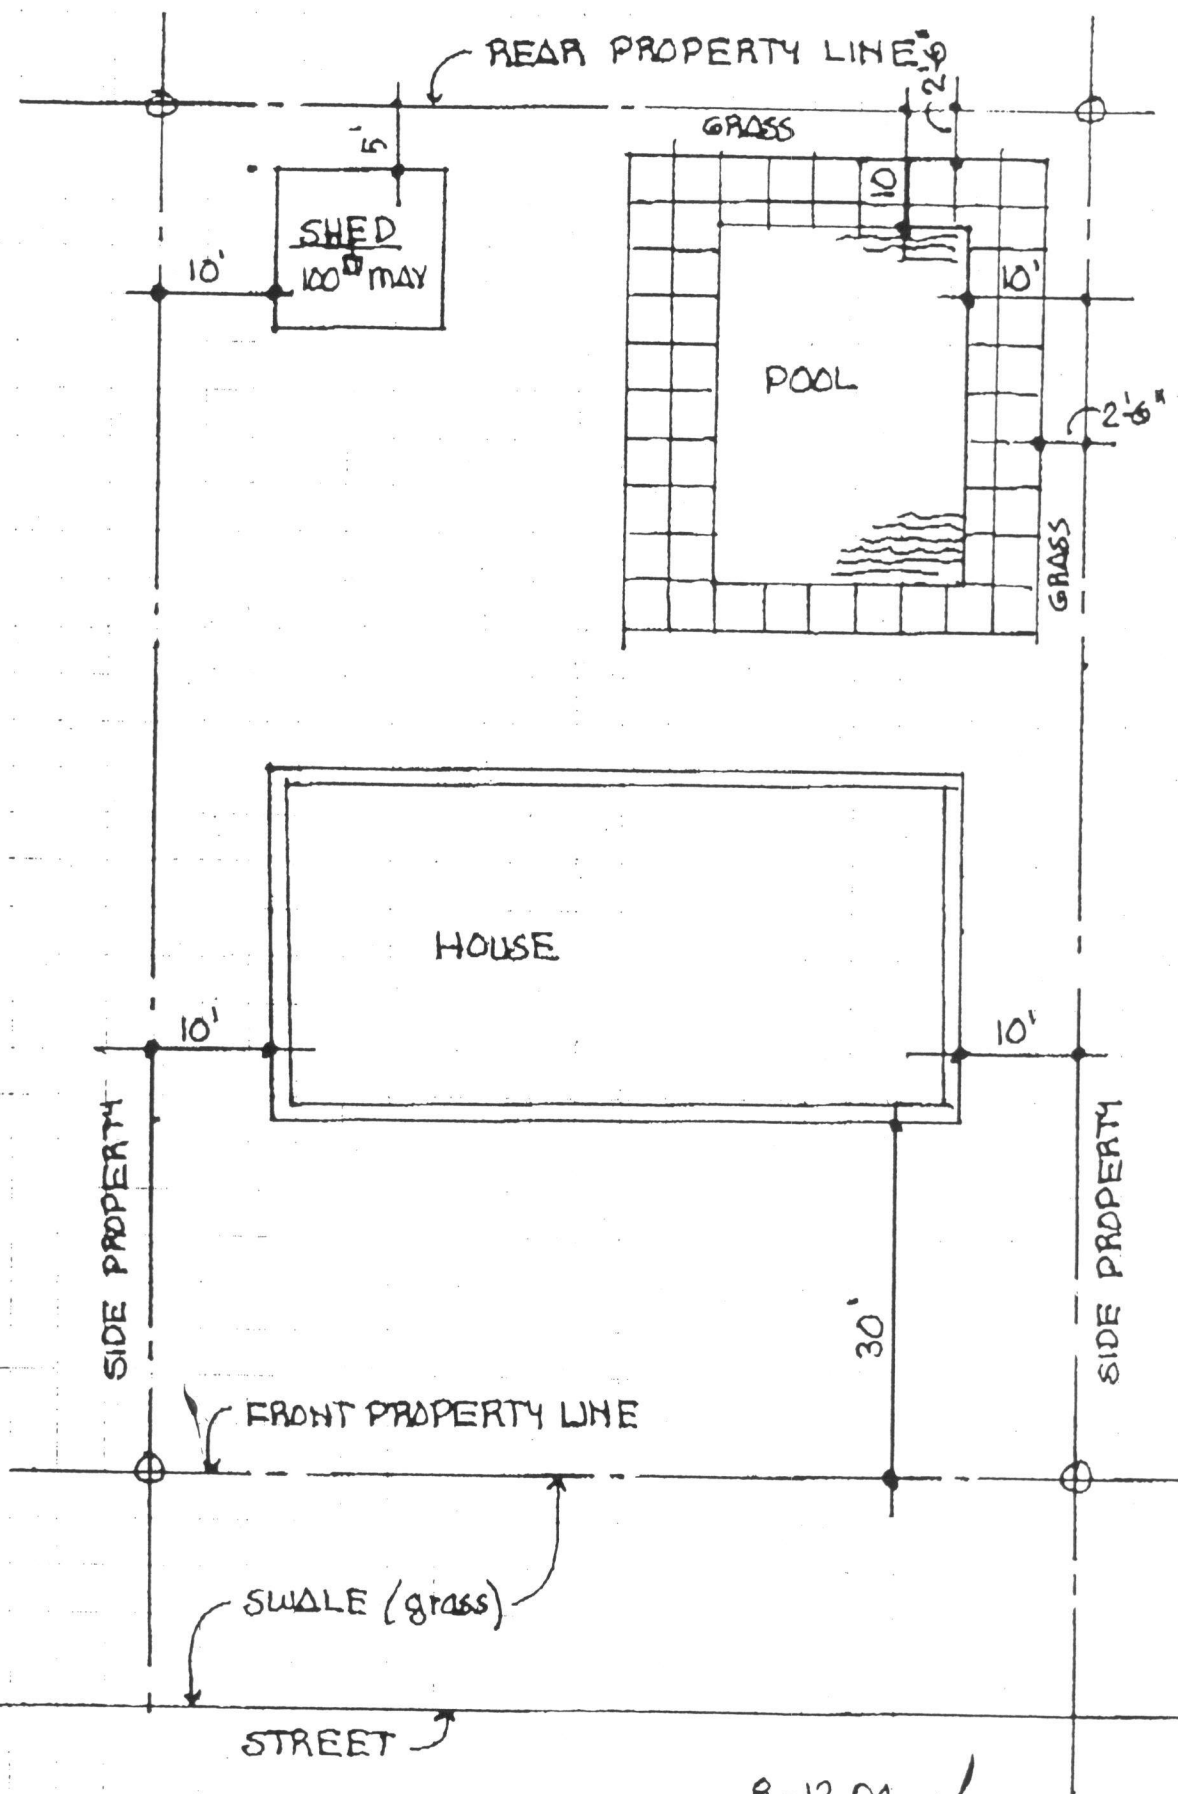 REAR PROPERTY LINE
2'-6"
GRASS
5'
10
SHED
100 □ MAX
10'
10'
POOL
2'-6"
GRASS
HOUSE
10'
10'
SIDE PROPERTY
SIDE PROPERTY
30'
FRONT PROPERTY LINE
SWALE (grass)
STREET